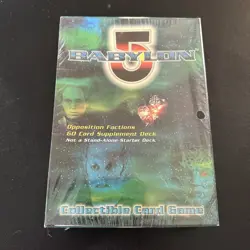 5
BABYLON
Opposition Factions
60 Card Supplement Deck
Not a Stand-Alone Starter Deck
Collectible Card Game